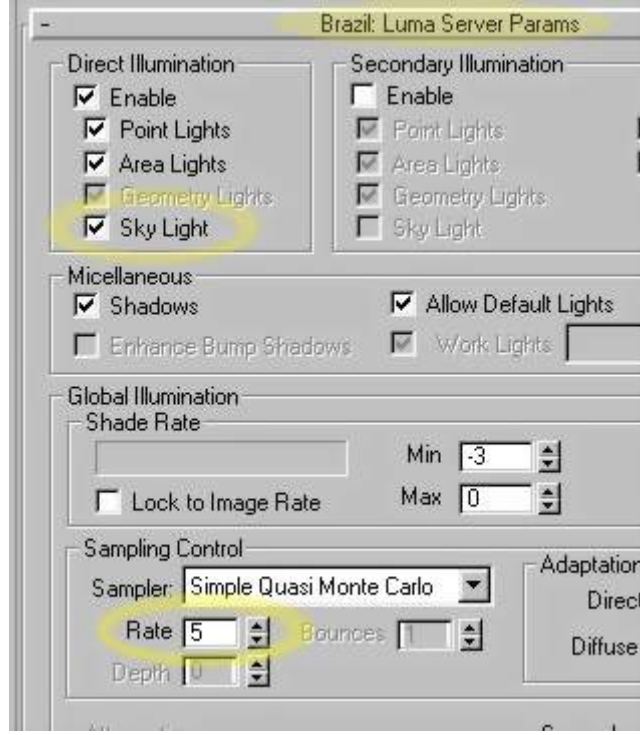 - Brazil: Luma Server Params
Direct Illumination
Enable
Point Lights
Area Lights
Geometry Lights
Sky Light
Secondary Illumination
Enable
Point Lights
Area Lights
Geometry Lights
Sky Light
Micellaneous
Shadows
Allow Default Lights
Enhance Bump Shadows
Work Lights
Global Illumination
Shade Rate
Min -3
Lock to Image Rate
Max 0
Sampling Control
Sampler: Simple Quasi Monte Carlo
Rate 5
Bounces 1
Depth 0
Adaptation
Direct
Diffuse